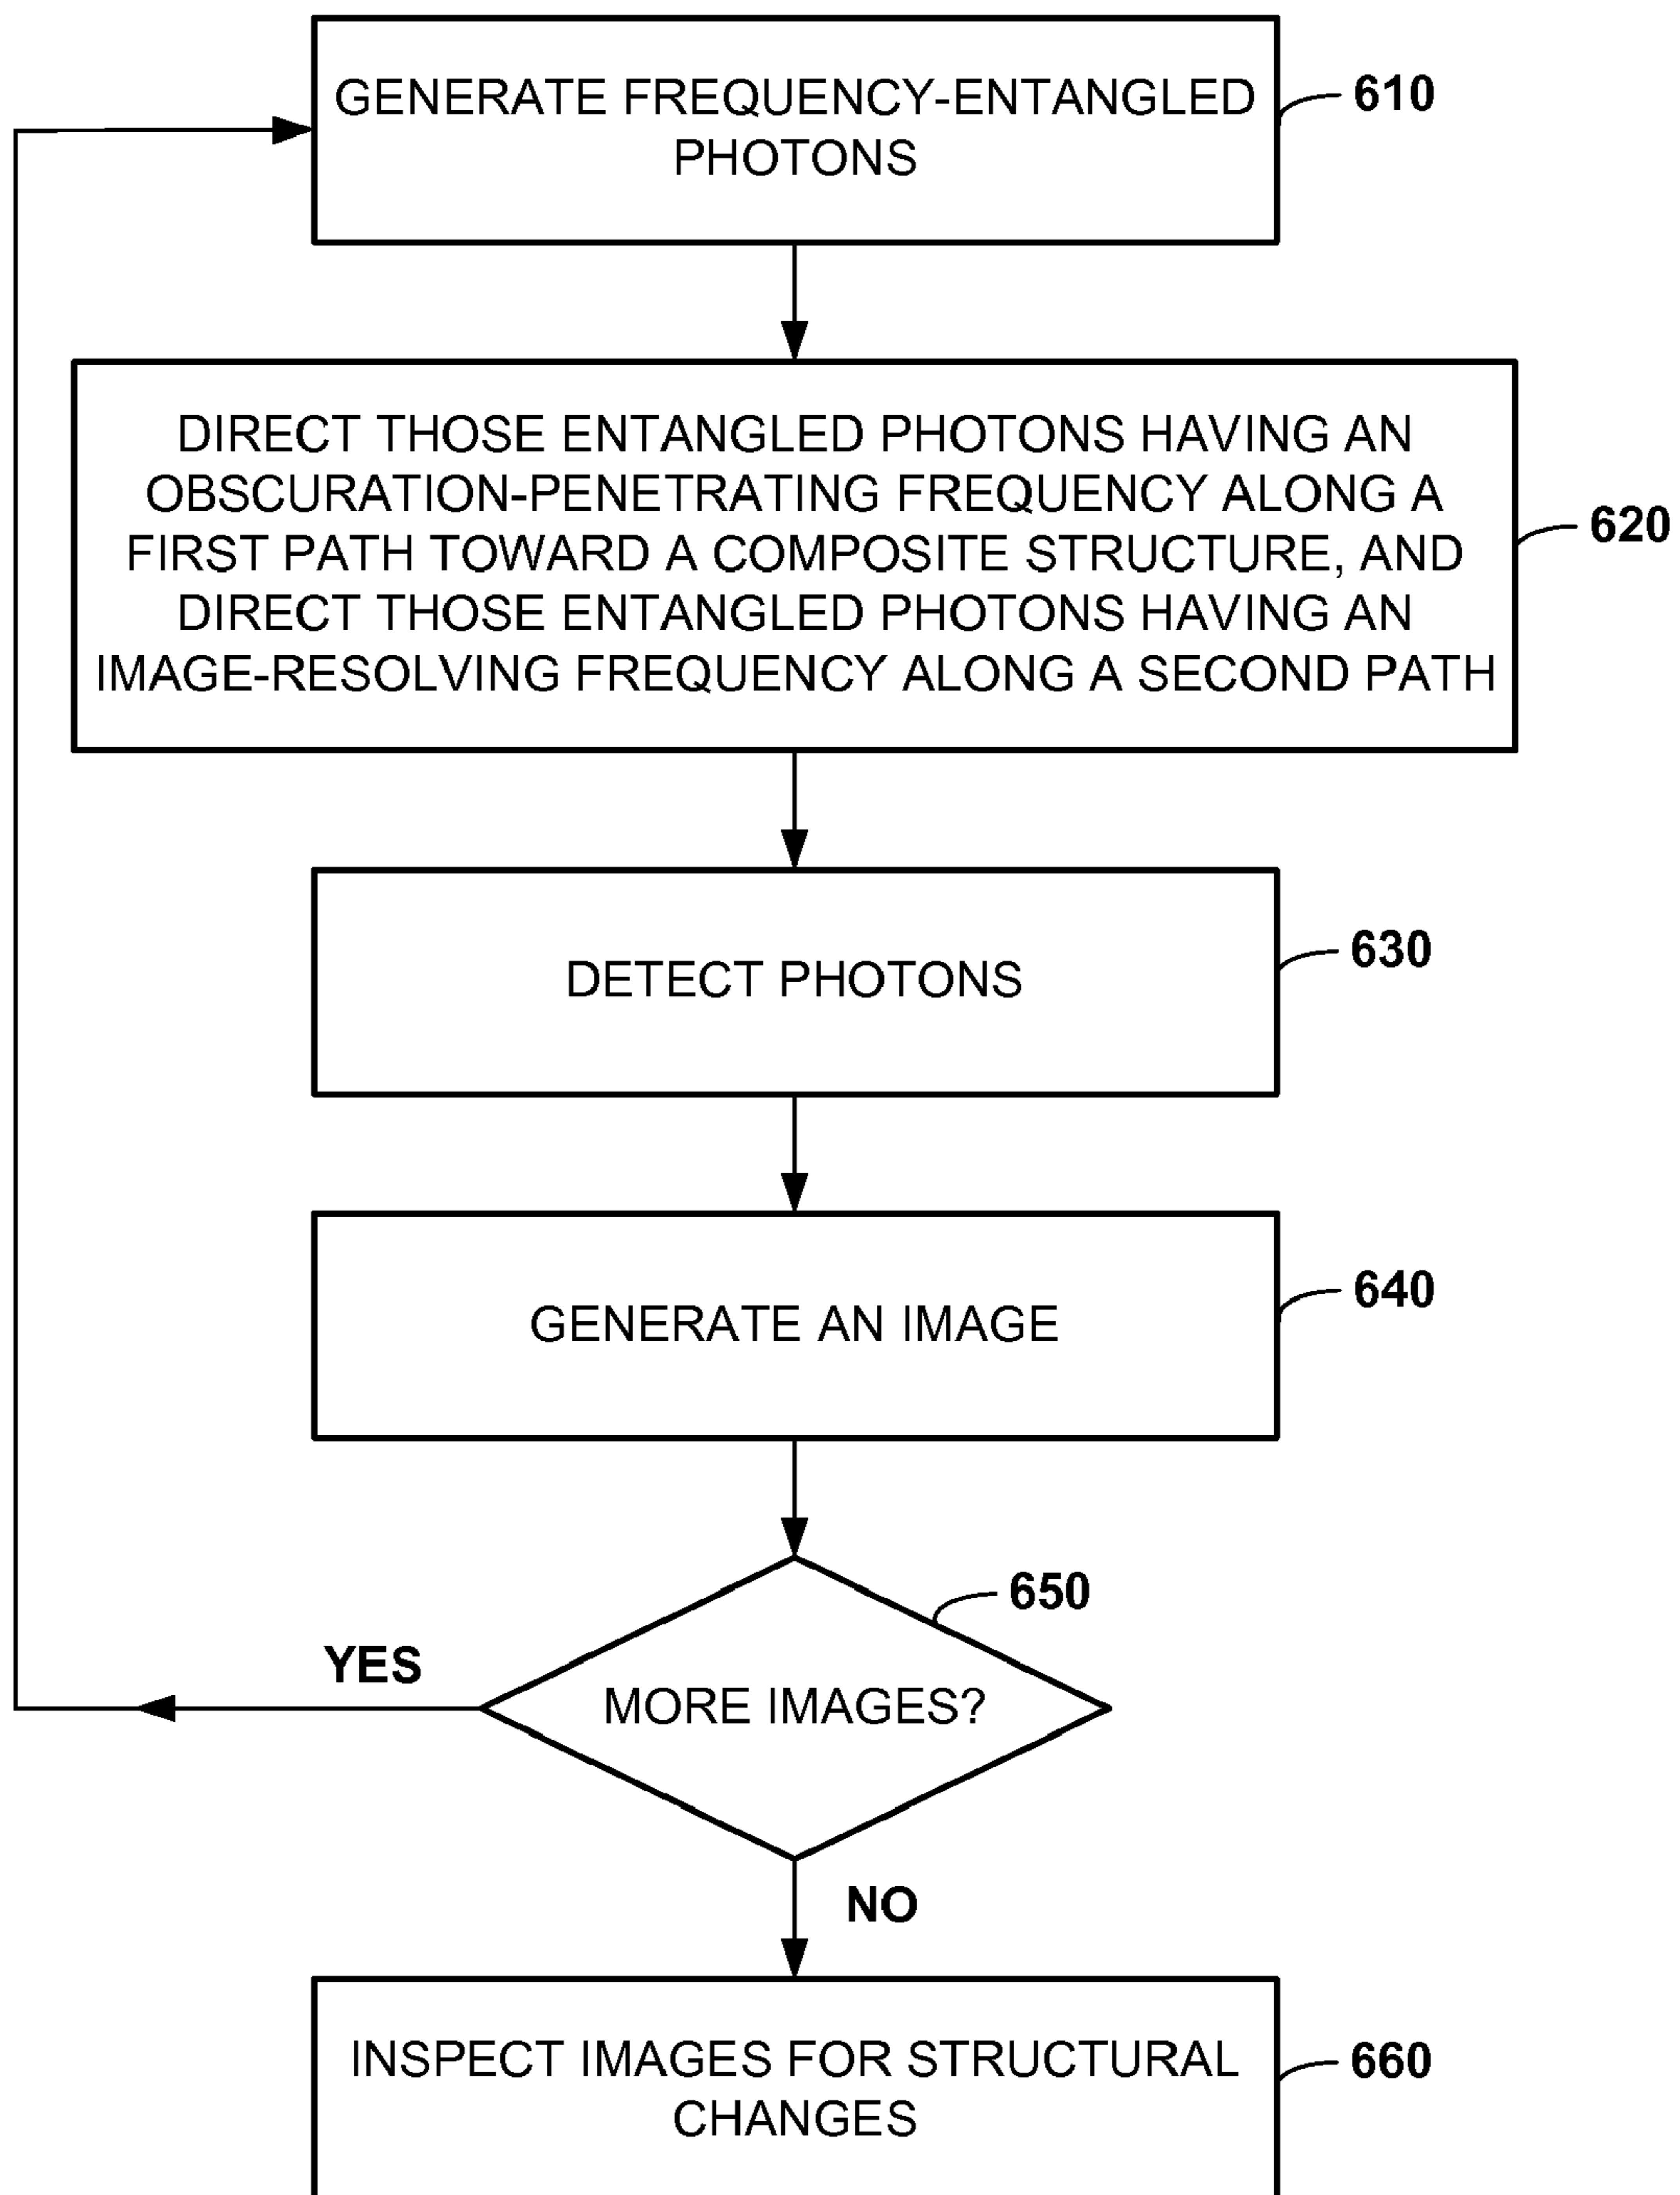 GENERATE FREQUENCY-ENTANGLED
PHOTONS
610
DIRECT THOSE ENTANGLED PHOTONS HAVING AN
OBSCURATION-PENETRATING FREQUENCY ALONG A
FIRST PATH TOWARD A COMPOSITE STRUCTURE, AND
DIRECT THOSE ENTANGLED PHOTONS HAVING AN
IMAGE-RESOLVING FREQUENCY ALONG A SECOND PATH
620
DETECT PHOTONS
630
GENERATE AN IMAGE
640
650
YES
MORE IMAGES?
NO
INSPECT IMAGES FOR STRUCTURAL
CHANGES
660